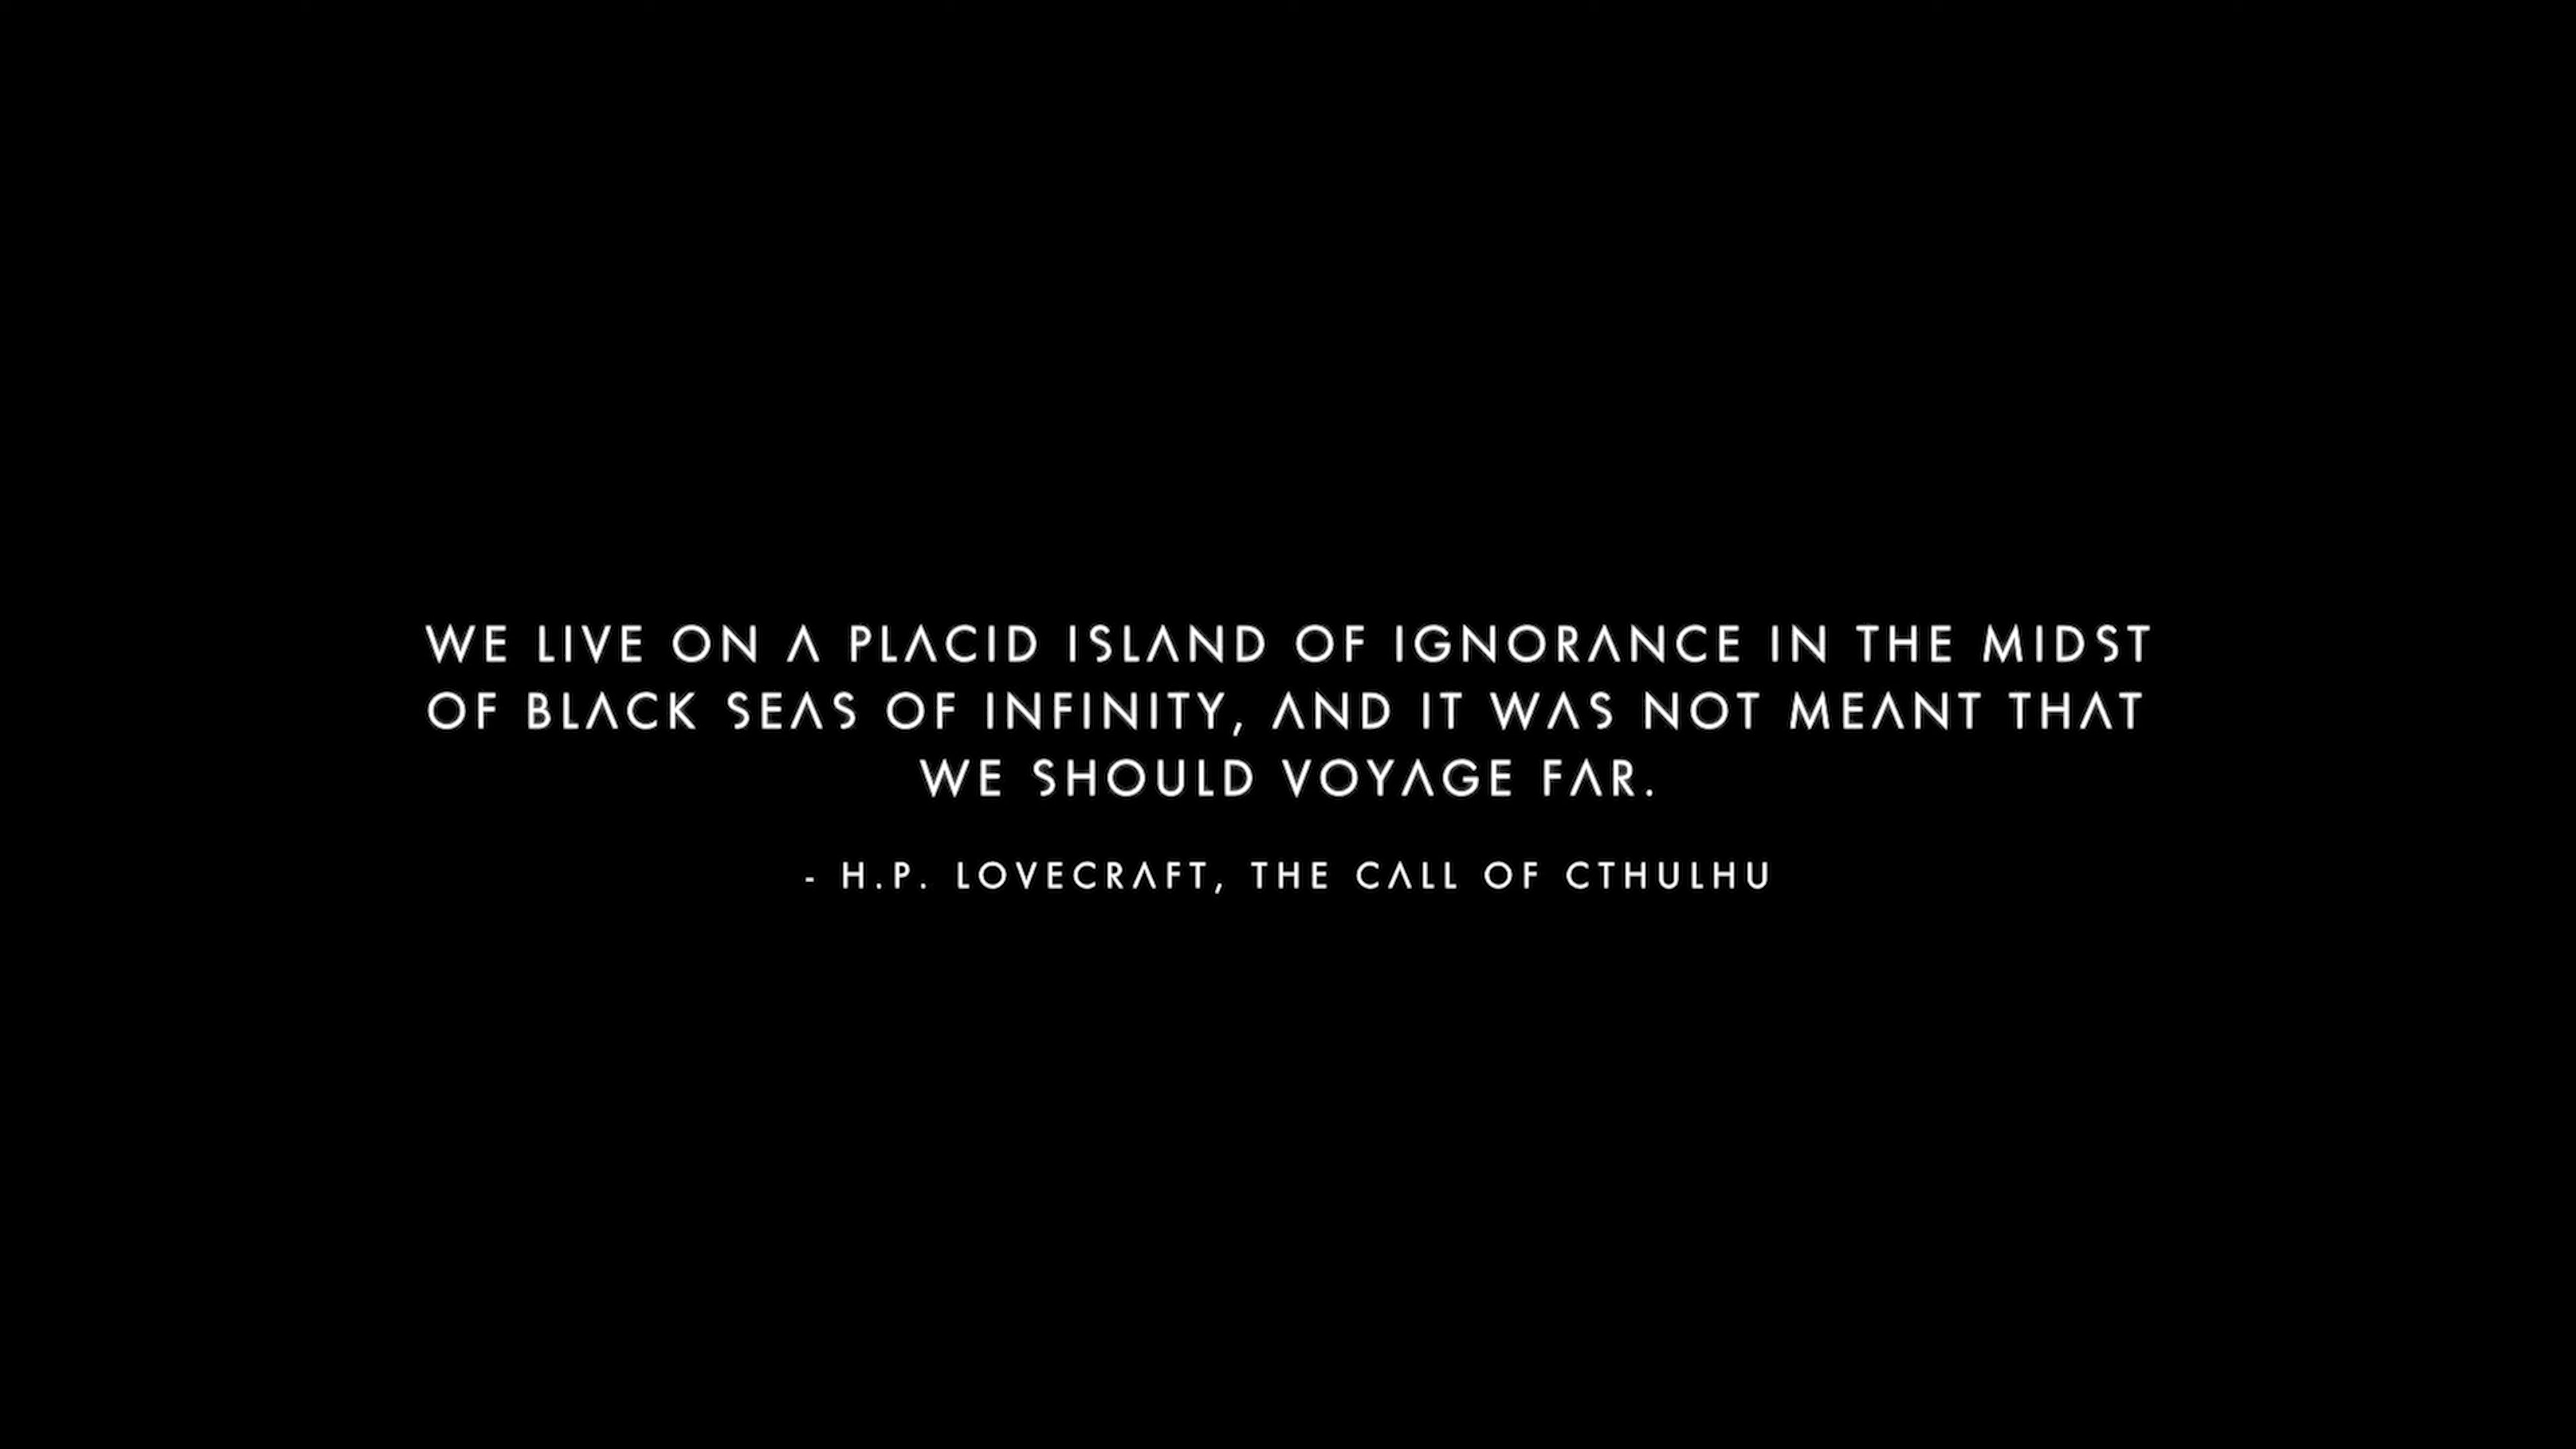 WE LIVE ON A PLACID ISLAND OF IGNORANCE IN THE MIDST
OF BLACK SEAS OF INFINITY, AND IT WAS NOT MEANT THAT
WE SHOULD VOYAGE FAR.
- H.P. LOVECRAFT, THE CALL OF CTHULHU